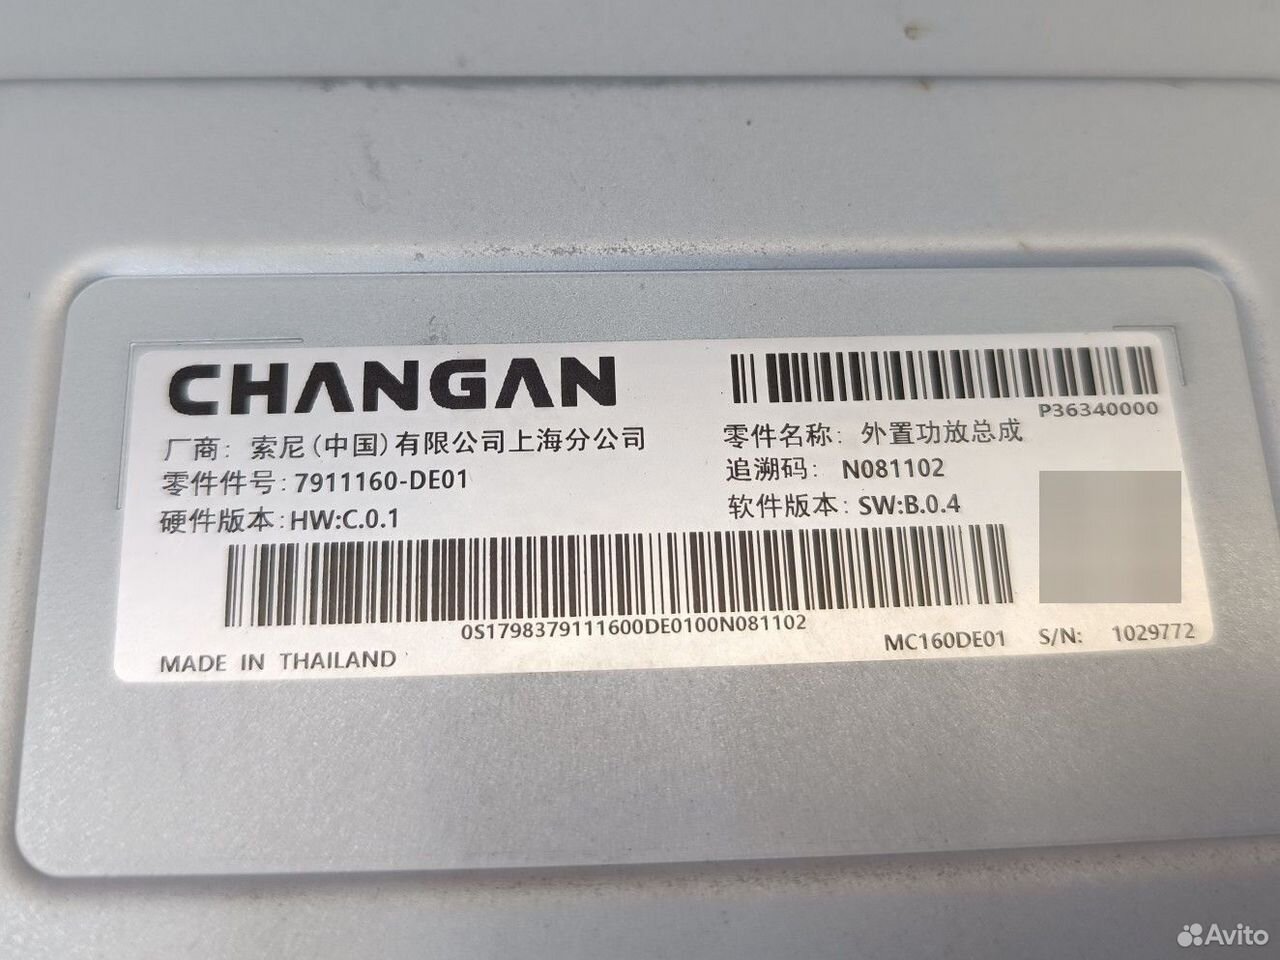 CHANGAN
P36340000
厂商: 索尼(中国)有限公司上海分公司
零件名称: 外置功放总成
零件件号: 7911160-DE01
追溯码: N081102
硬件版本: HW:C.0.1
软件版本: SW:B.0.4
0S1798379111600DE0100N081102
MADE IN THAILAND
MC160DE01 S/N: 1029772
Avito